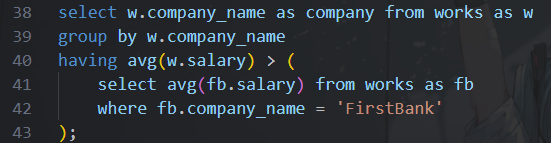 38 select w.company_name as company from works as w
39 group by w.company_name
40 having avg(w.salary) > (
41     select avg(fb.salary) from works as fb
42     where fb.company_name = 'FirstBank'
43 );